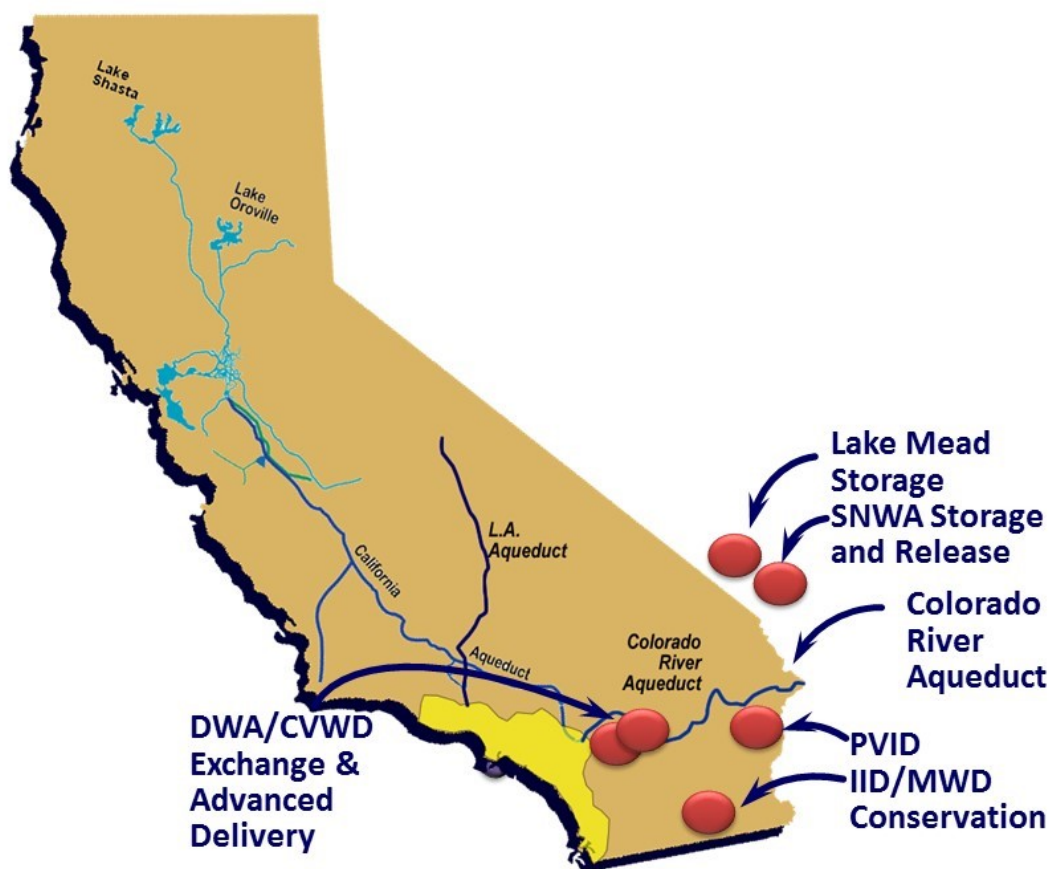 Lake
Shasta
Lake
Oroville
Lake Mead
Storage
SNWA Storage
and Release
L.A.
Aqueduct
California
Aqueduct
Colorado
River
Aqueduct
Colorado
River
Aqueduct
DWA/CVWD
Exchange &
Advanced
Delivery
PVID
IID/MWD
Conservation